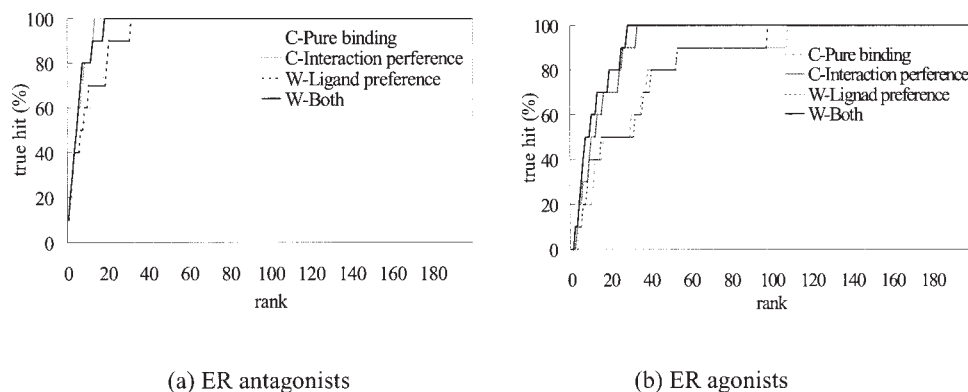 100
80
60
40
20
0
true hit (%)
C-Pure binding
C-Interaction perference
W-Ligand preference
W-Both
0 20 40 60 80 100 120 140 160 180
rank
(a) ER antagonists
100
80
60
40
20
0
true hit (%)
C-Pure binding
C-Interaction perference
W-Lignad preference
W-Both
0 20 40 60 80 100 120 140 160 180
rank
(b) ER agonists